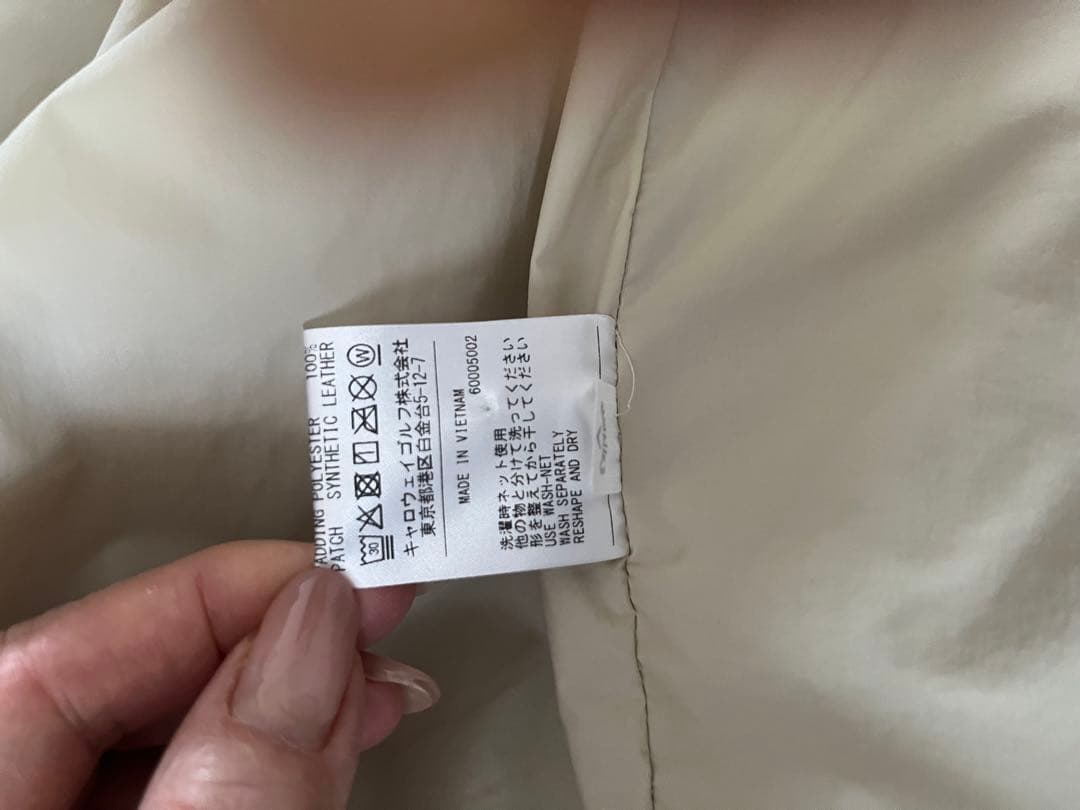 PADDING POLYESTER 100%
PATCH SYNTHETIC LEATHER
30 W
キャロウェイゴルフ株式会社
東京都港区白金台5-12-7
MADE IN VIETNAM
60005002
洗濯時ネット使用
他の物と分けて洗ってください
形を整えてから干してください
USE WASH-NET
WASH SEPARATELY
RESHAPE AND DRY